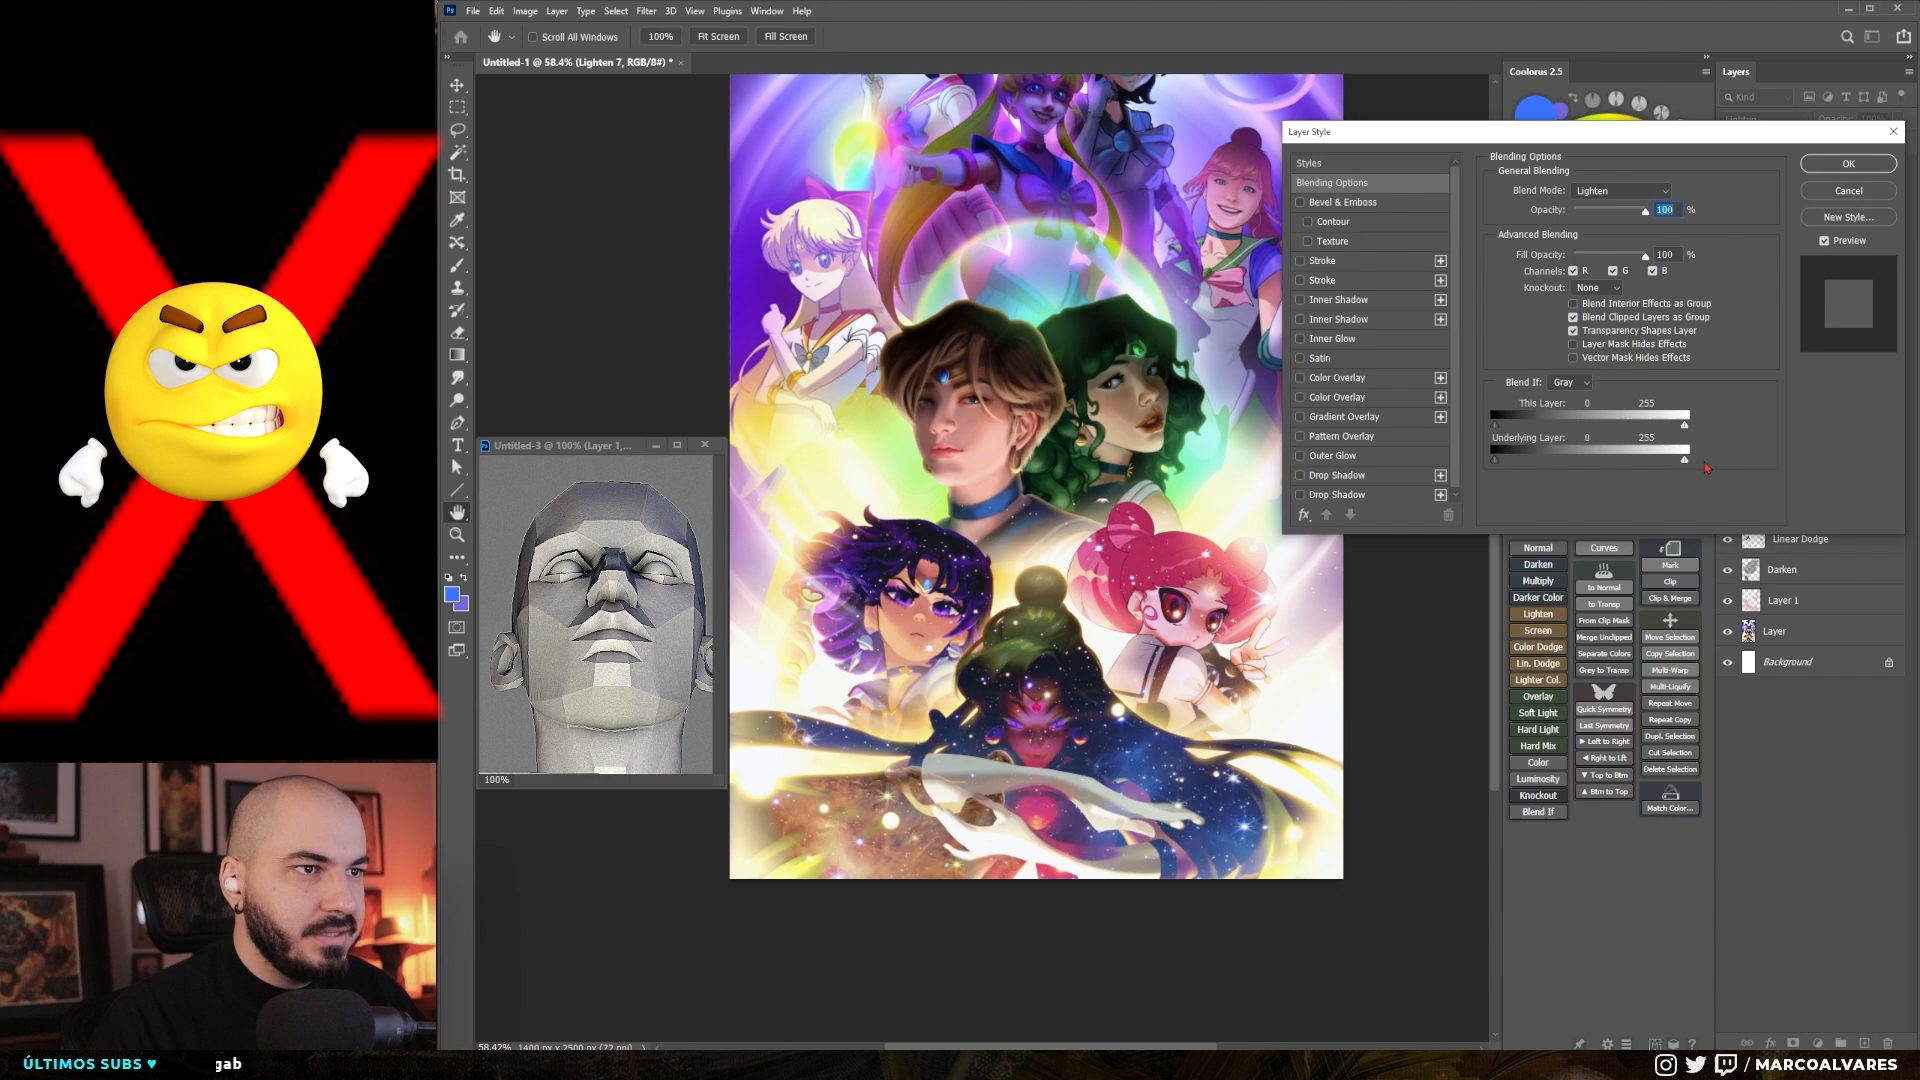 File Edit Image Layer Type Select Filter 3D View Plugins Window Help
Scroll All Windows 100% Fit Screen Fill Screen
Untitled-1 @ 58.4% (Lighten 7, RGB/8#) *
Coolorus 2.5
Layers
Kind
Layer Style
Styles
Blending Options
Bevel & Emboss
Contour
Texture
Stroke
Stroke
Inner Shadow
Inner Shadow
Inner Glow
Satin
Color Overlay
Color Overlay
Gradient Overlay
Pattern Overlay
Outer Glow
Drop Shadow
Drop Shadow
fx
Blending Options
General Blending
Blend Mode: Lighten
Opacity: 100 %
Advanced Blending
Fill Opacity: 100 %
Channels: R G B
Knockout: None
Blend Interior Effects as Group
Blend Clipped Layers as Group
Transparency Shapes Layer
Layer Mask Hides Effects
Vector Mask Hides Effects
Blend If: Gray
This Layer: 0 255
Underlying Layer: 0 255
OK
Cancel
New Style...
Preview
Untitled-3 @ 100% (Layer 1,...
100%
Normal
Darken
Multiply
Darker Color
Lighten
Screen
Color Dodge
Lin. Dodge
Lighter Col.
Overlay
Soft Light
Hard Light
Hard Mix
Color
Luminosity
Knockout
Blend If
Curves
to Normal
to Transp
From Clip Mask
Merge Unclipped
Separate Colors
Grey to Transp
Quick Symmetry
Last Symmetry
Left to Right
Rght to Lft
Top to Btm
Btm to Top
Mark
Clip
Clip & Merge
Move Selection
Copy Selection
Multi-Warp
Multi-Liquify
Repeat Move
Repeat Copy
Dupl. Selection
Cut Selection
Delete Selection
Match Color...
Linear Dodge
Darken
Layer 1
Layer
Background
58.42% 1400 px x 2500 px (72 ppi)
ÚLTIMOS SUBS ♥ gab
/ MARCOALVARES